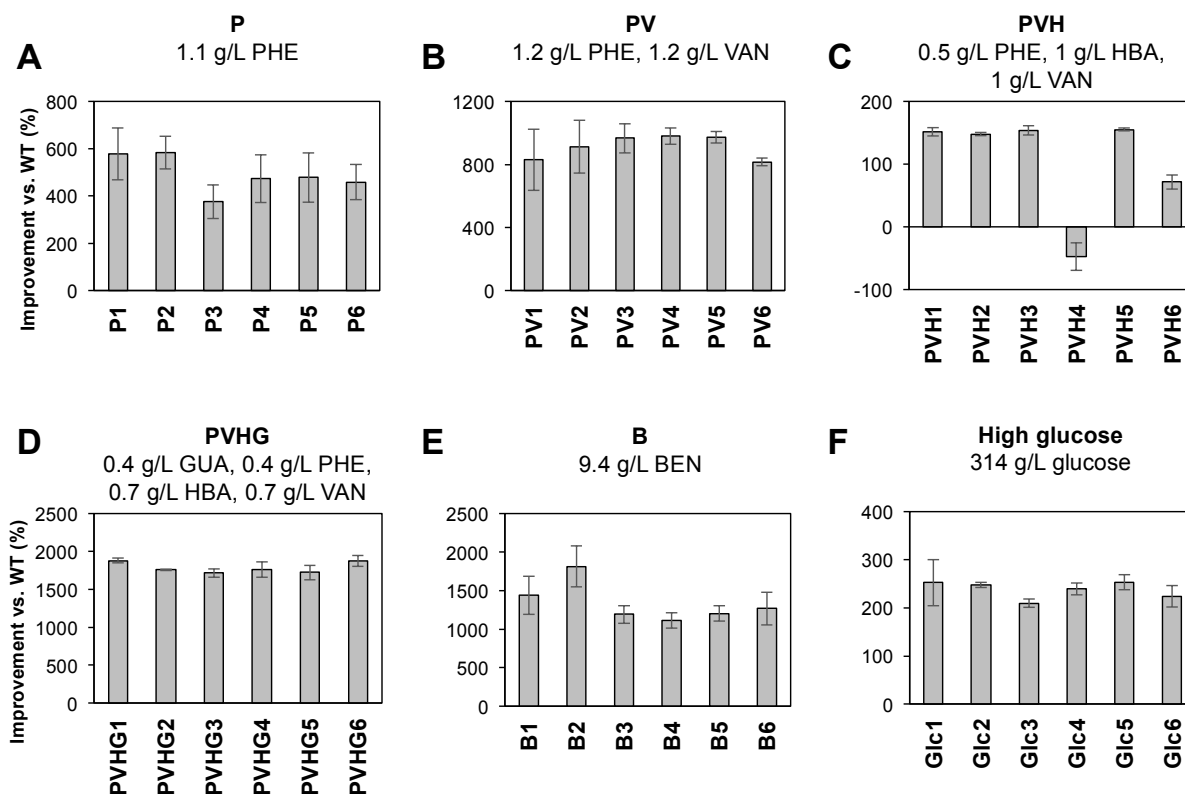 A
P
1.1 g/L PHE
Improvement vs. WT (%)
800
600
400
200
0
P1 P2 P3 P4 P5 P6
B
PV
1.2 g/L PHE, 1.2 g/L VAN
1200
800
400
0
PV1 PV2 PV3 PV4 PV5 PV6
C
PVH
0.5 g/L PHE, 1 g/L HBA,
1 g/L VAN
200
100
0
-100
PVH1 PVH2 PVH3 PVH4 PVH5 PVH6
D
PVHG
0.4 g/L GUA, 0.4 g/L PHE,
0.7 g/L HBA, 0.7 g/L VAN
Improvement vs. WT (%)
2500
2000
1500
1000
500
0
PVHG1 PVHG2 PVHG3 PVHG4 PVHG5 PVHG6
E
B
9.4 g/L BEN
2500
2000
1500
1000
500
0
B1 B2 B3 B4 B5 B6
F
High glucose
314 g/L glucose
400
300
200
100
0
Glc1 Glc2 Glc3 Glc4 Glc5 Glc6